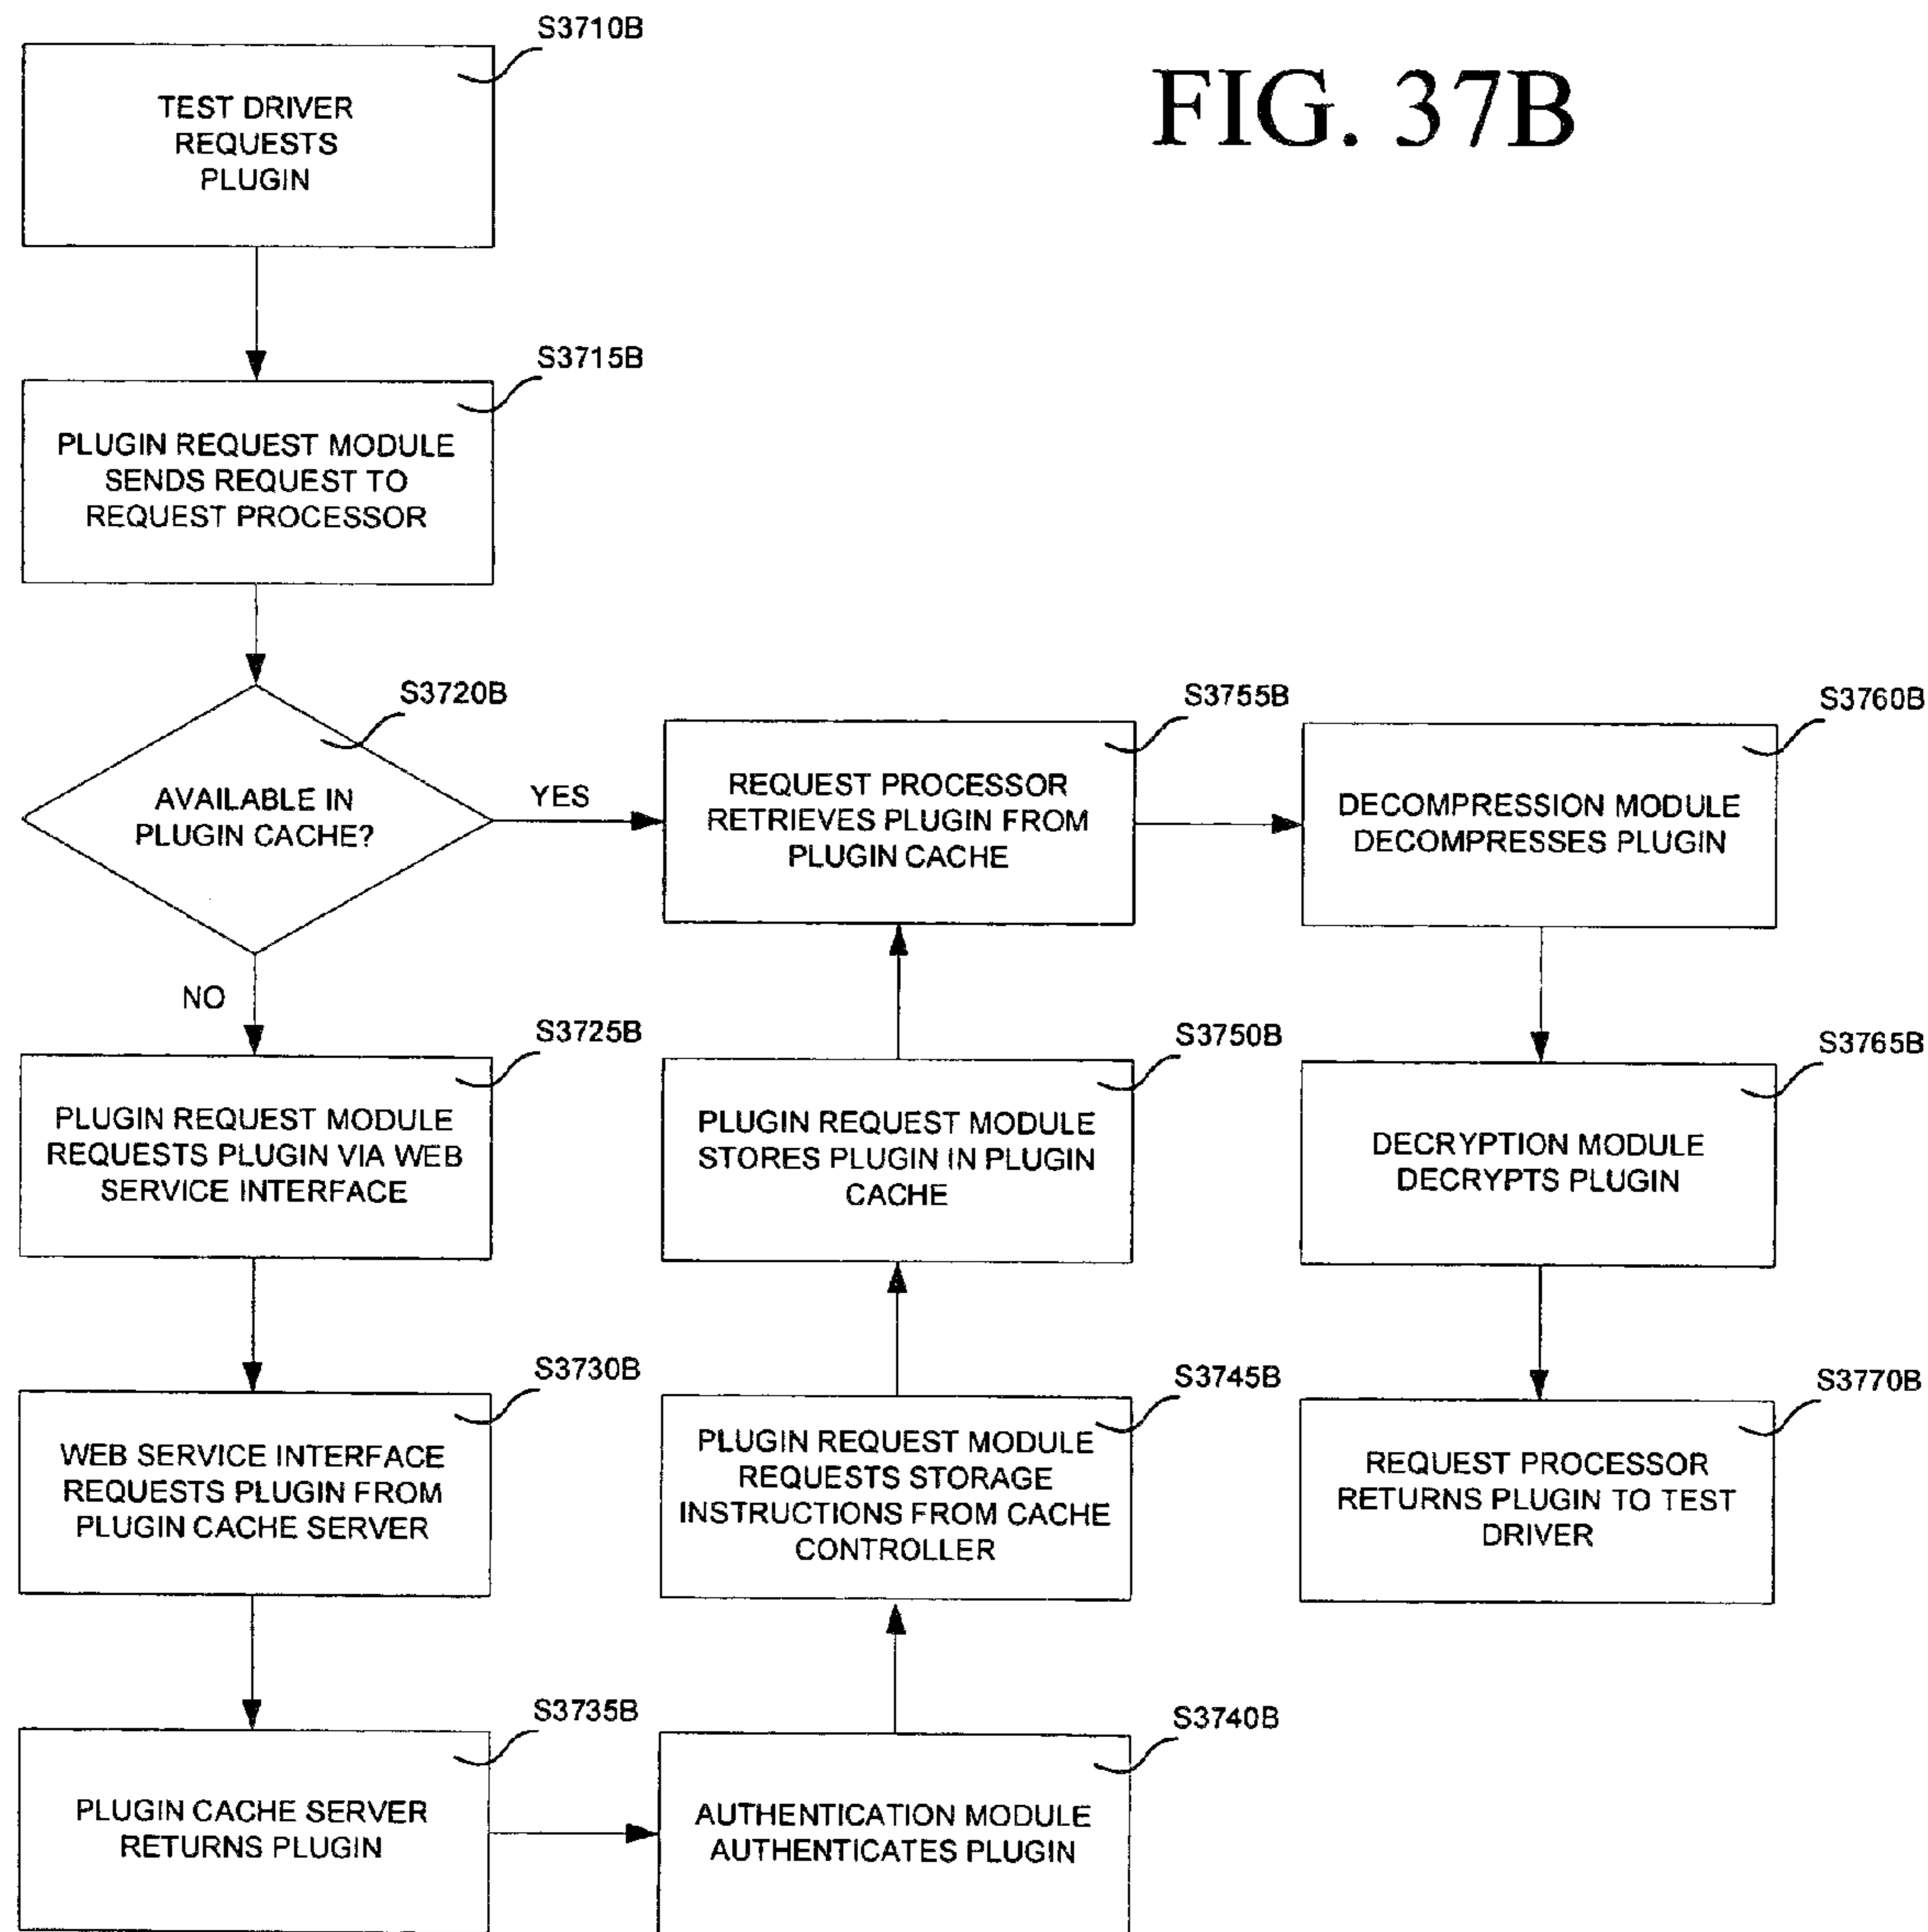 FIG. 37B
S3710B
TEST DRIVER
REQUESTS
PLUGIN
S3715B
PLUGIN REQUEST MODULE
SENDS REQUEST TO
REQUEST PROCESSOR
S3720B
AVAILABLE IN
PLUGIN CACHE?
YES
NO
S3725B
PLUGIN REQUEST MODULE
REQUESTS PLUGIN VIA WEB
SERVICE INTERFACE
S3730B
WEB SERVICE INTERFACE
REQUESTS PLUGIN FROM
PLUGIN CACHE SERVER
S3735B
PLUGIN CACHE SERVER
RETURNS PLUGIN
S3740B
AUTHENTICATION MODULE
AUTHENTICATES PLUGIN
S3745B
PLUGIN REQUEST MODULE
REQUESTS STORAGE
INSTRUCTIONS FROM CACHE
CONTROLLER
S3750B
PLUGIN REQUEST MODULE
STORES PLUGIN IN PLUGIN
CACHE
S3755B
REQUEST PROCESSOR
RETRIEVES PLUGIN FROM
PLUGIN CACHE
S3760B
DECOMPRESSION MODULE
DECOMPRESSES PLUGIN
S3765B
DECRYPTION MODULE
DECRYPTS PLUGIN
S3770B
REQUEST PROCESSOR
RETURNS PLUGIN TO TEST
DRIVER